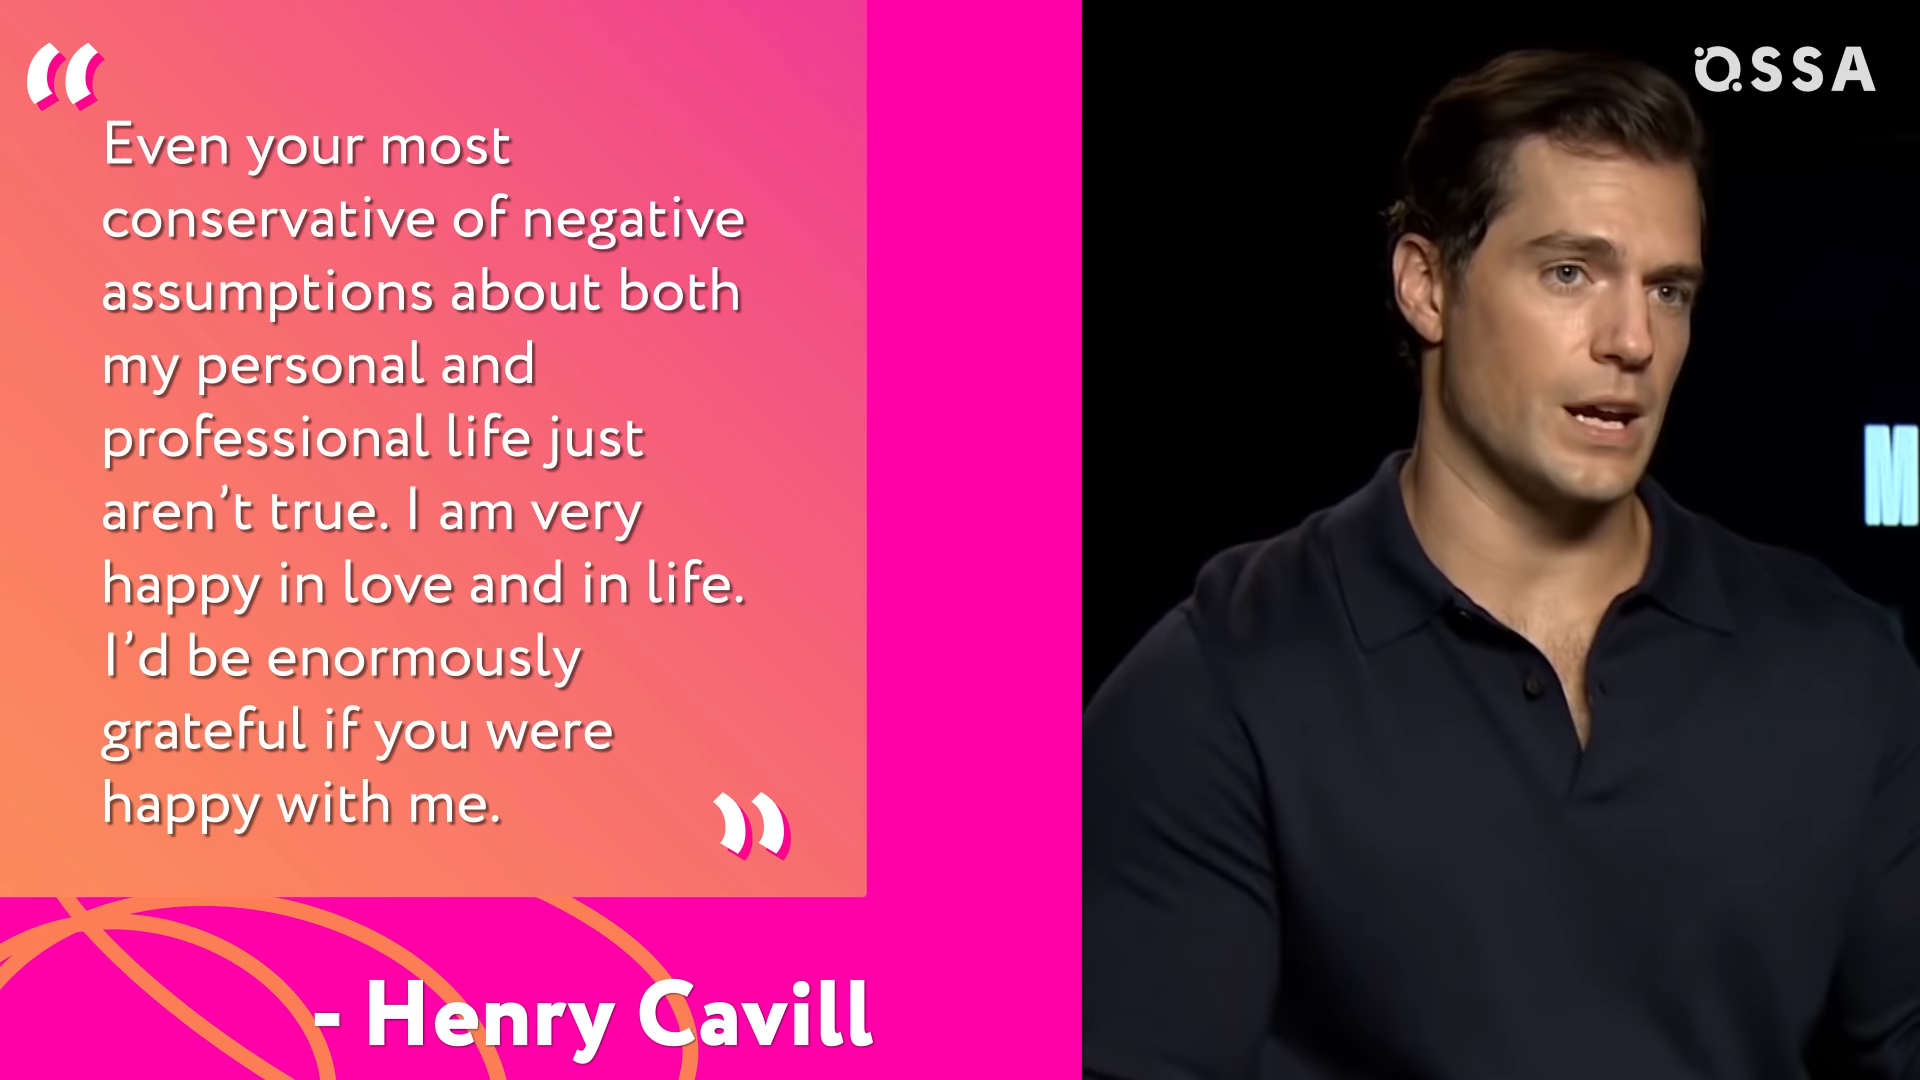 “
Even your most
conservative of negative
assumptions about both
my personal and
professional life just
aren’t true. I am very
happy in love and in life.
I’d be enormously
grateful if you were
happy with me.
”
- Henry Cavill
OSSA
M